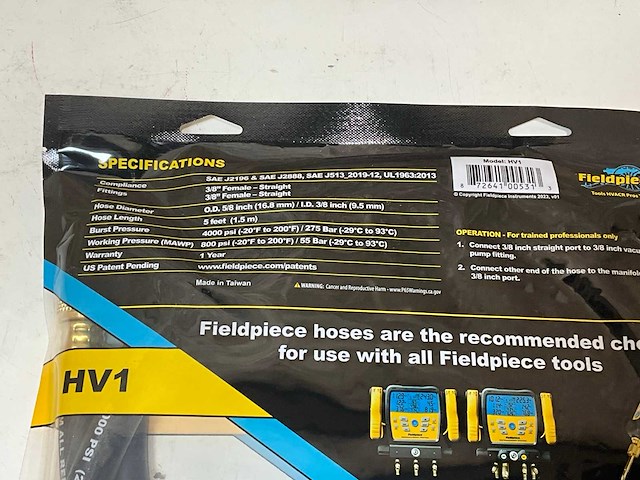 SPECIFICATIONS
Compliance SAE J2196 & SAE J2888, SAE J513_2019-12, UL1963:2013
Fittings 3/8" Female – Straight
3/8" Female – Straight
Hose Diameter O.D. 5/8 inch (16.8 mm) / I.D. 3/8 inch (9.5 mm)
Hose Length 5 feet (1.5 m)
Burst Pressure 4000 psi (-20°F to 200°F) / 275 Bar (-29°C to 93°C)
Working Pressure (MAWP) 800 psi (-20°F to 200°F) / 55 Bar (-29°C to 93°C)
Warranty 1 Year
US Patent Pending www.fieldpiece.com/patents
Made in Taiwan
WARNING: Cancer and Reproductive Harm - www.P65Warnings.ca.gov
Model: HV1
8 72641 00531 3
© Copyright Fieldpiece Instruments 2022, v01
Fieldpiece
Tools HVACR Pros
OPERATION - For trained professionals only
1. Connect 3/8 inch straight port to 3/8 inch vacu
pump fitting.
2. Connect other end of the hose to the manifo
3/8 inch port.
Fieldpiece hoses are the recommended cho
for use with all Fieldpiece tools
HV1